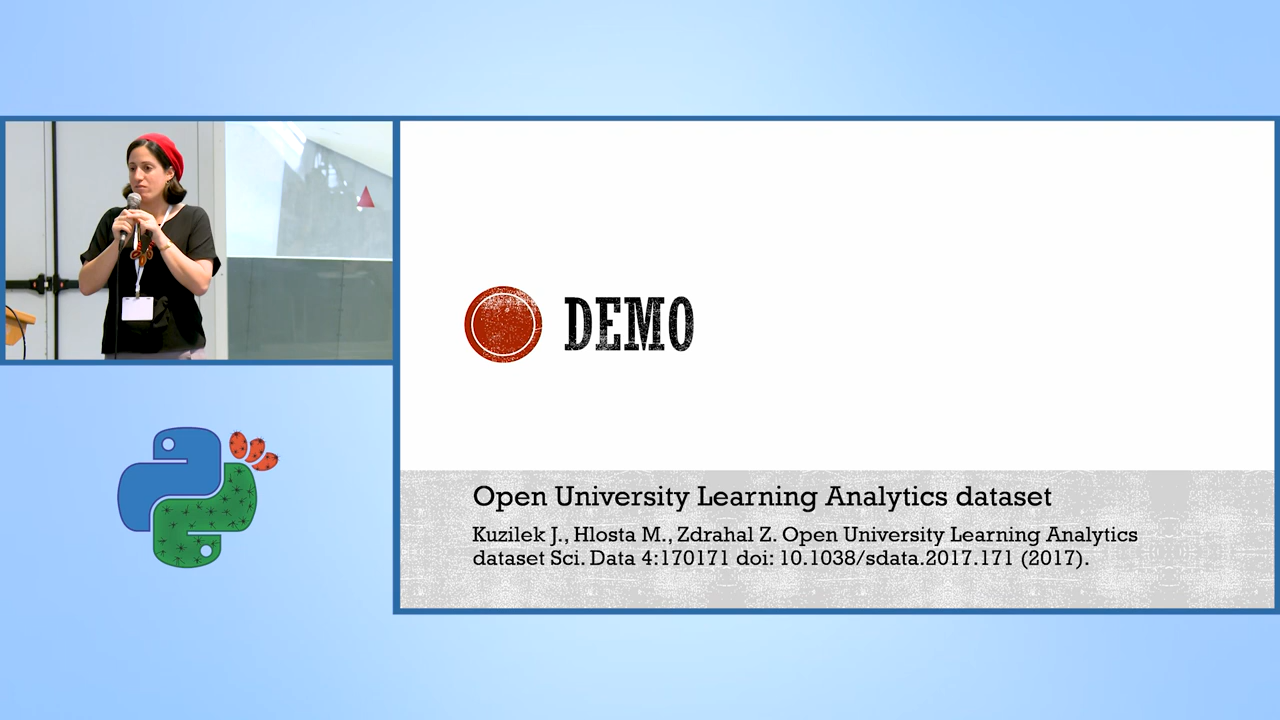 DEMO
Open University Learning Analytics dataset
Kuzilek J., Hlosta M., Zdrahal Z. Open University Learning Analytics
dataset Sci. Data 4:170171 doi: 10.1038/sdata.2017.171 (2017).